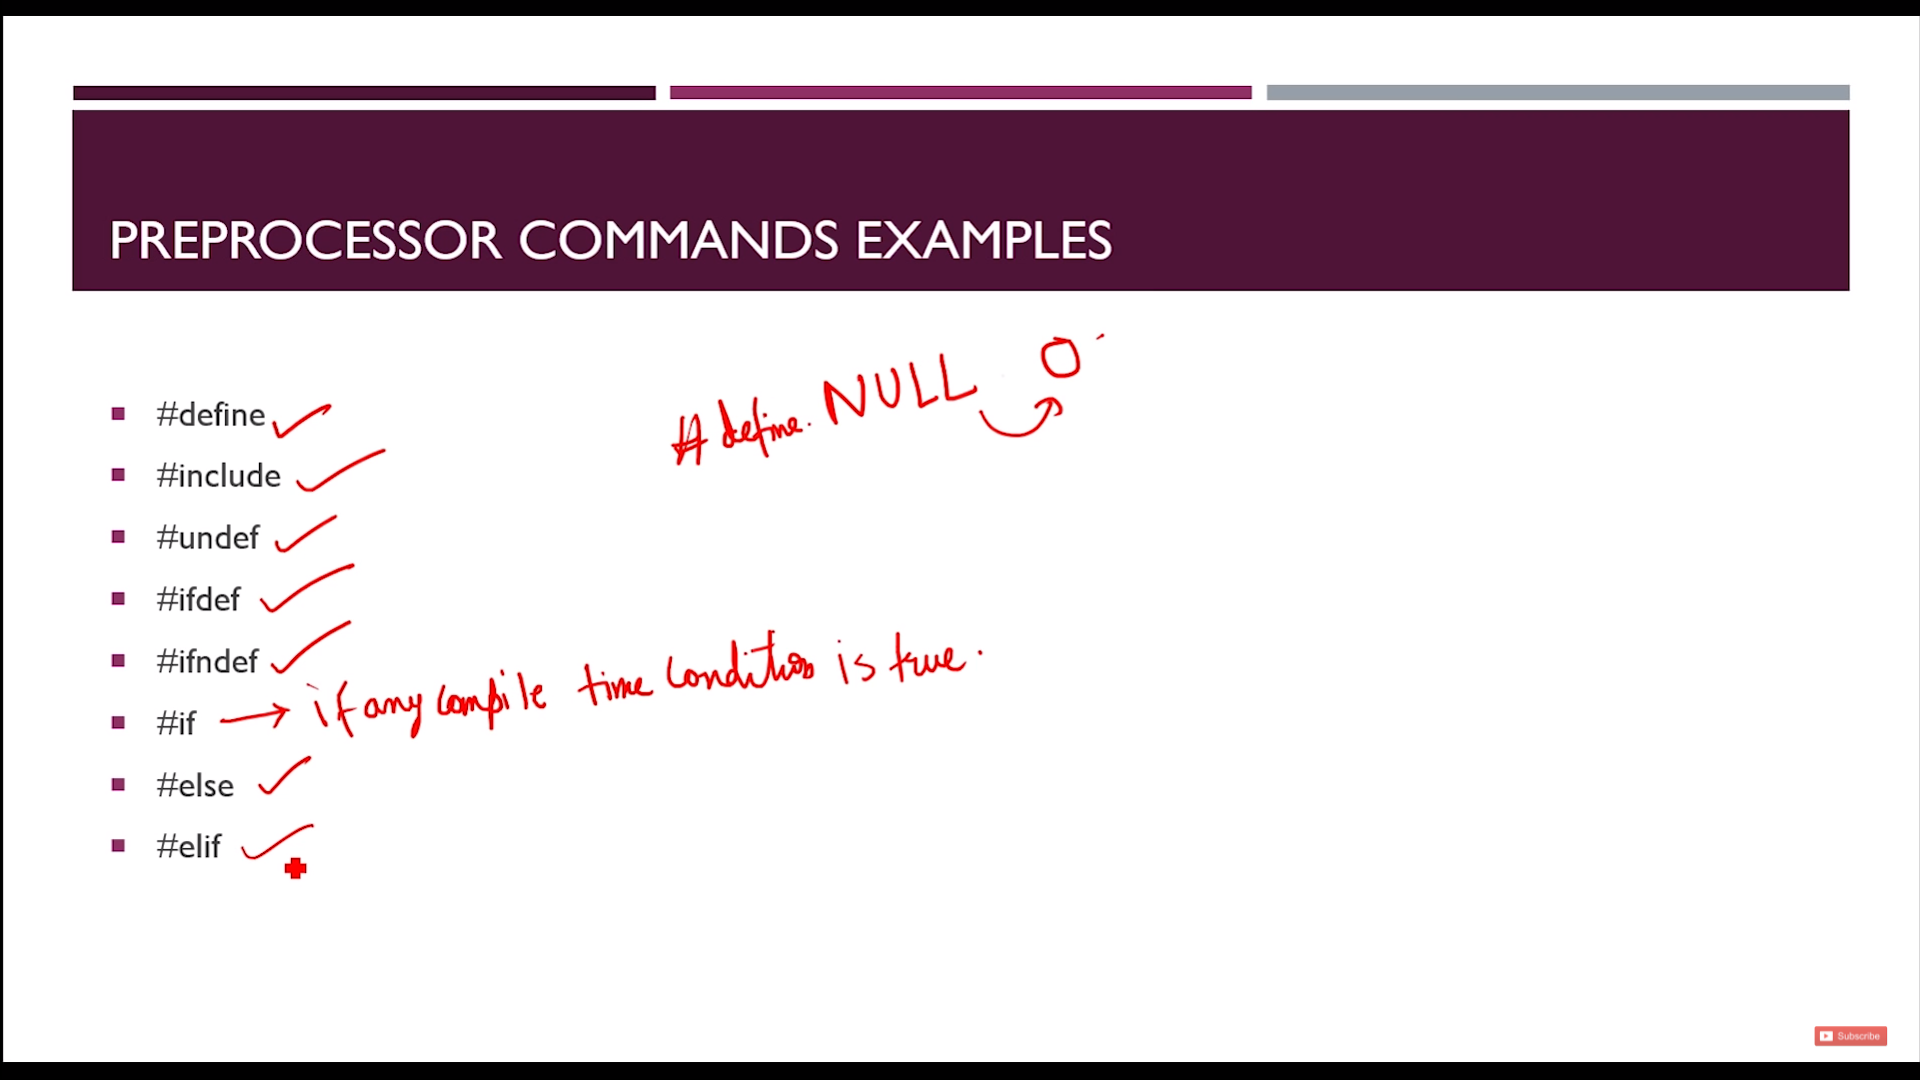 PREPROCESSOR COMMANDS EXAMPLES
#define
# define. NULL 0
#include
#undef
#ifdef
#ifndef
#if → if any compile time condition is true.
#else
#elif
Subscribe